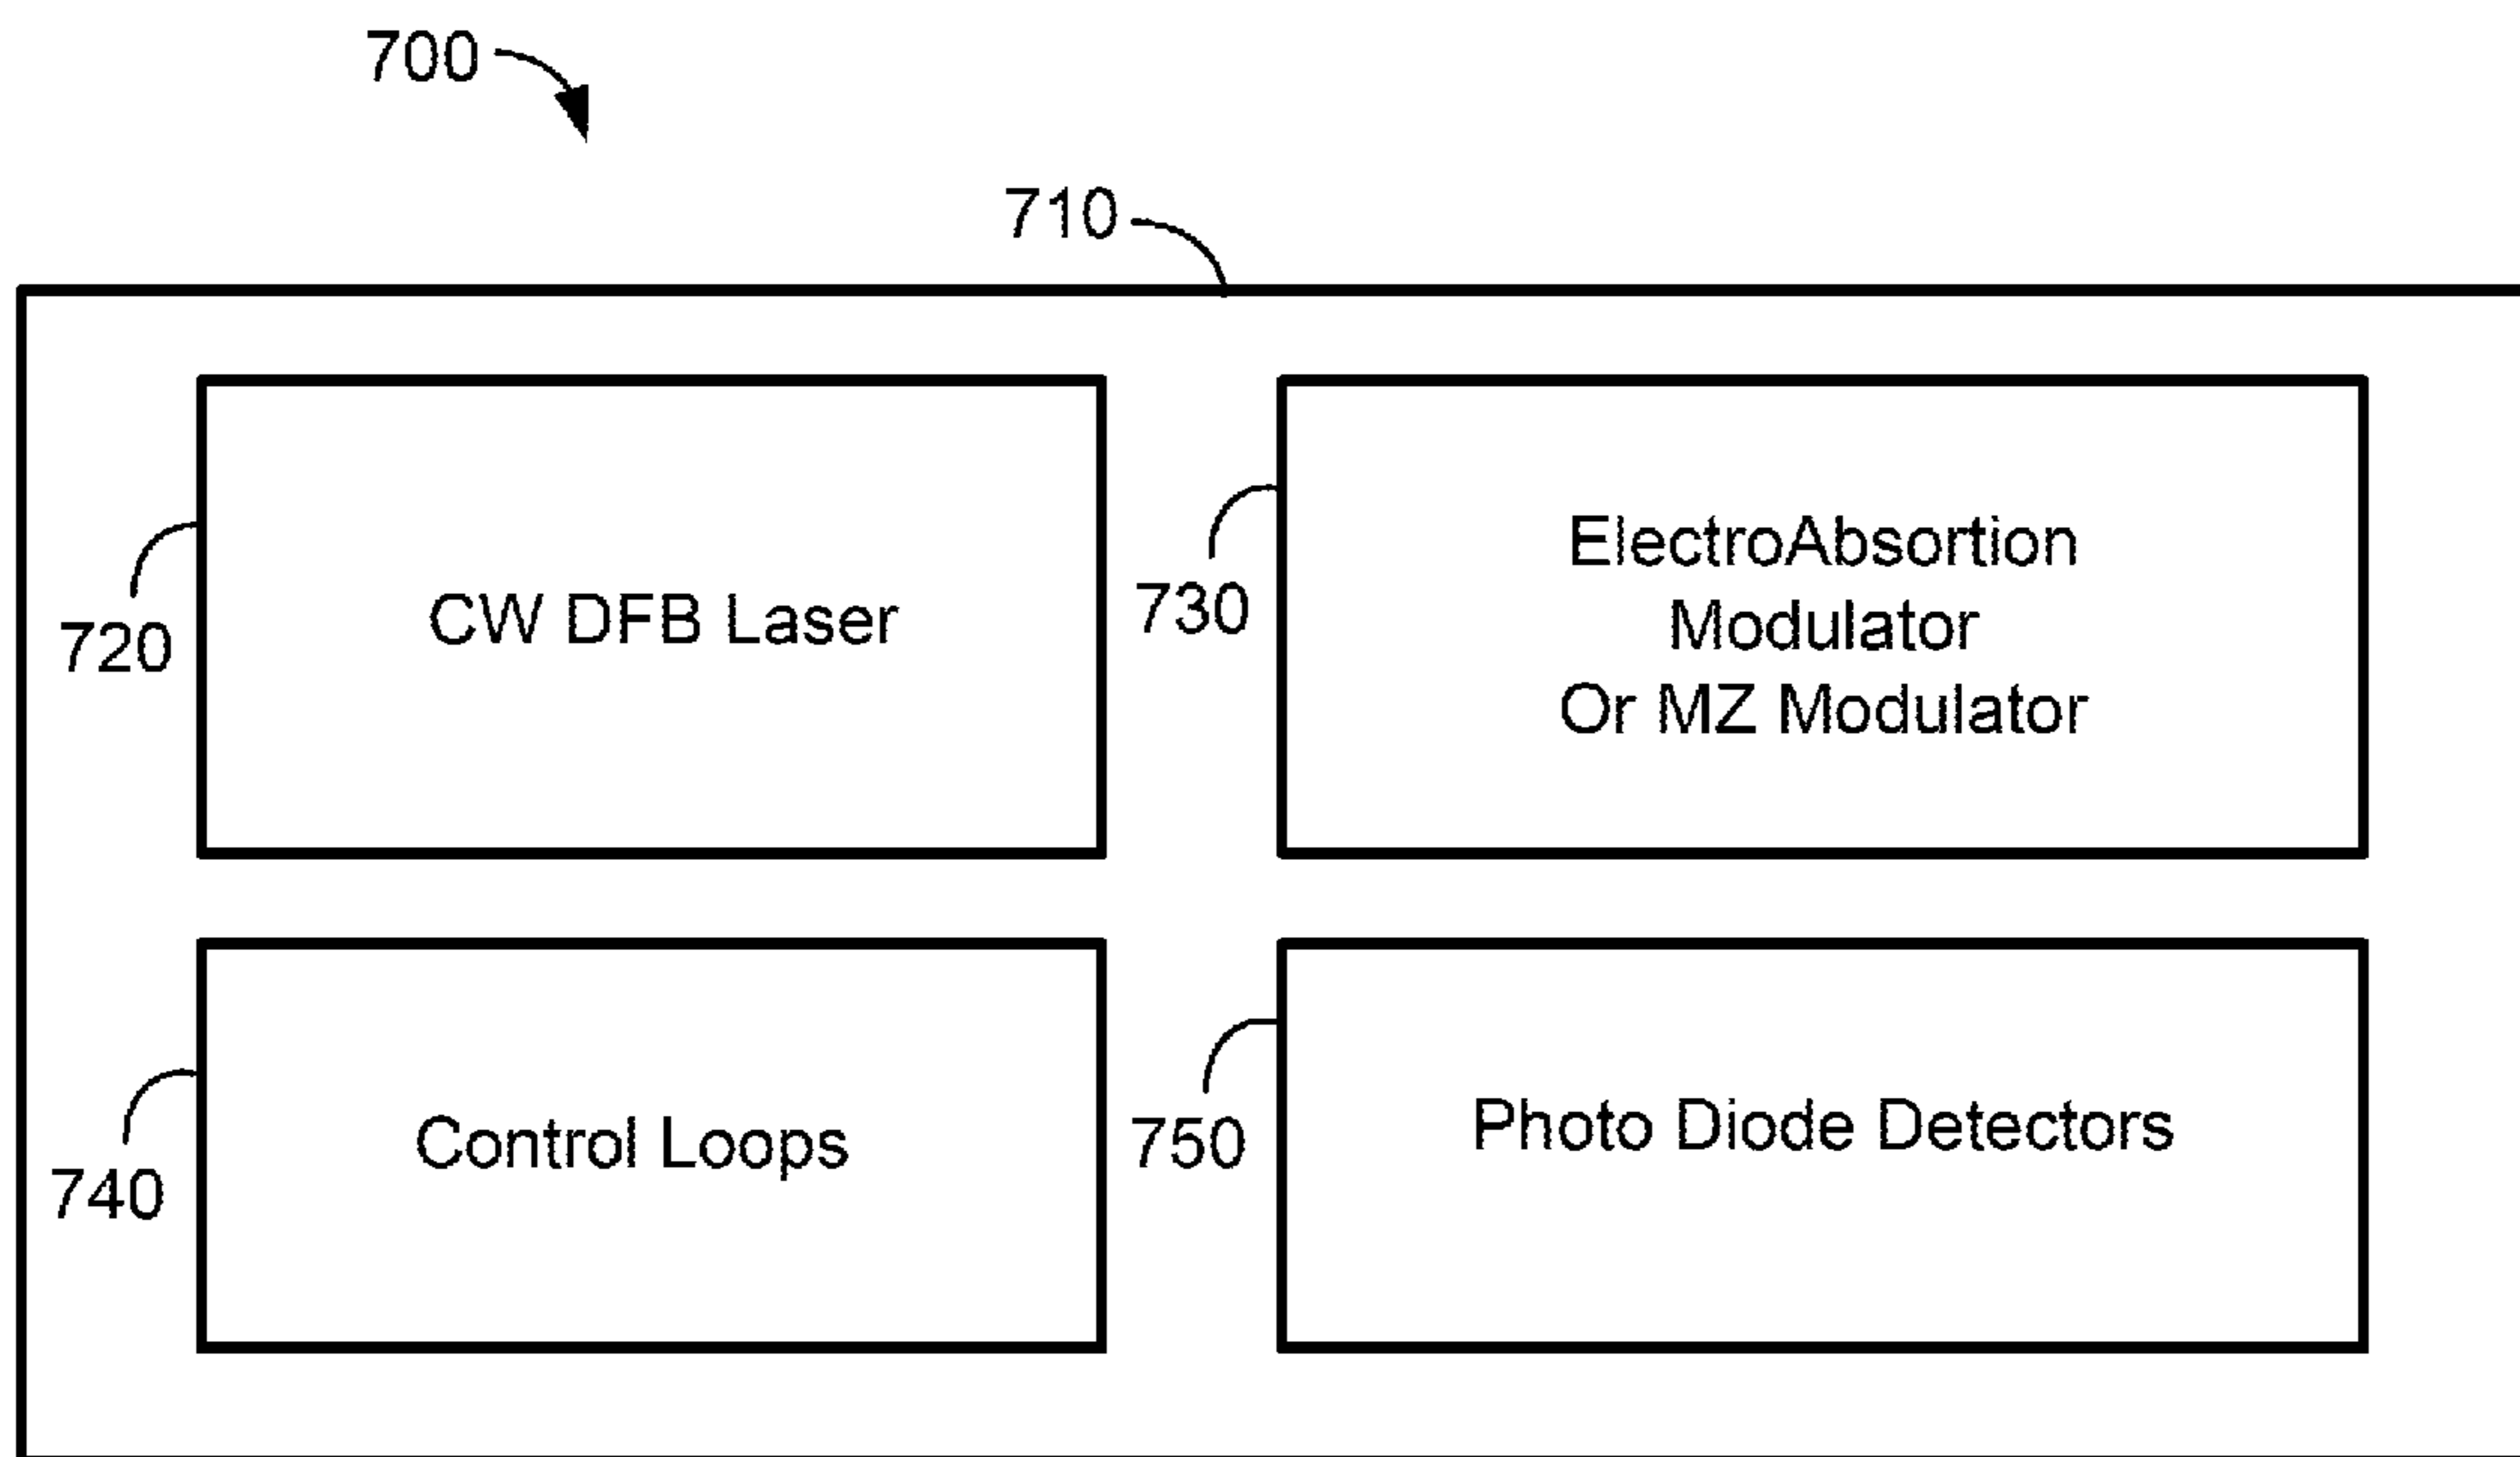 700
710
720
CW DFB Laser
730
ElectroAbsortion
Modulator
Or MZ Modulator
740
Control Loops
750
Photo Diode Detectors